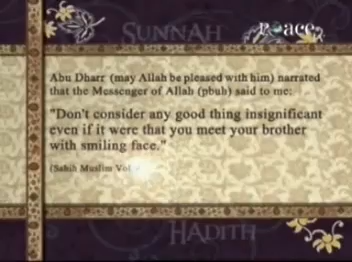 SUNNAH
Peace
Abu Dharr (may Allah be pleased with him) narrated
that the Messenger of Allah (pbuh) said to me:
"Don't consider any good thing insignificant
even if it were that you meet your brother
with smiling face."
(Sahih Muslim Vol
HADITH